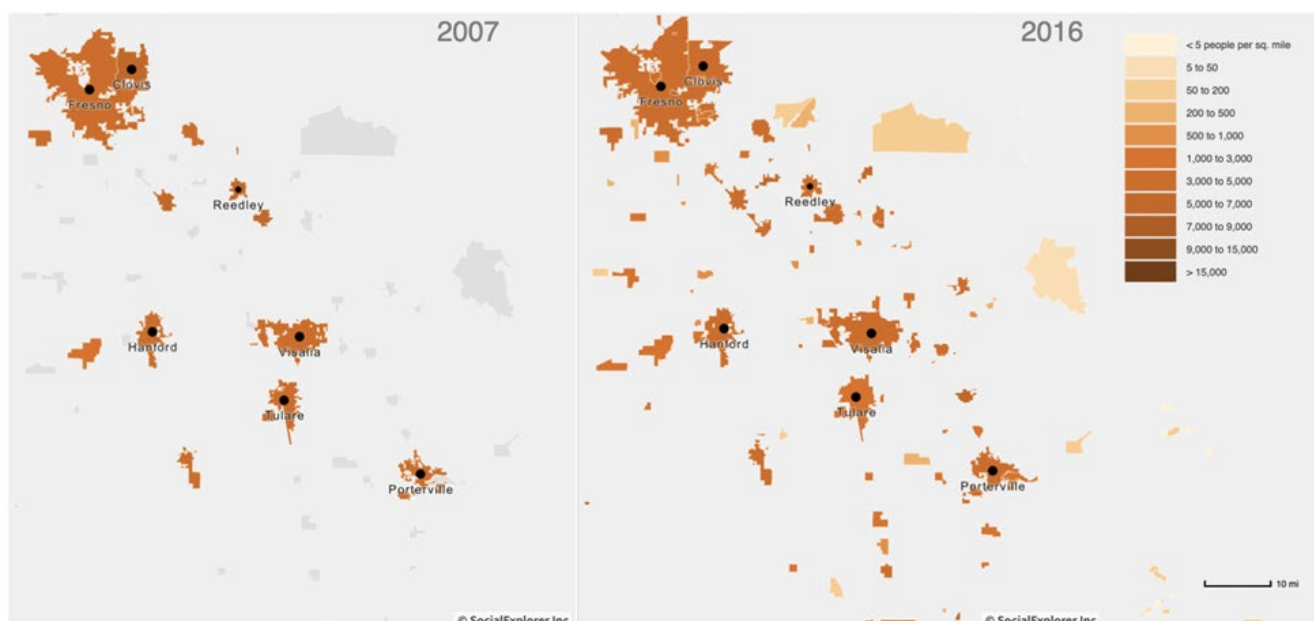 2007
Clovis
Fresno
Reedley
Hanford
Visalia
Tulare
Porterville
© SocialExplorer Inc
2016
Clovis
Fresno
Reedley
Hanford
Visalia
Tulare
Porterville
< 5 people per sq. mile
5 to 50
50 to 200
200 to 500
500 to 1,000
1,000 to 3,000
3,000 to 5,000
5,000 to 7,000
7,000 to 9,000
9,000 to 15,000
> 15,000
10 mi
© SocialExplorer Inc